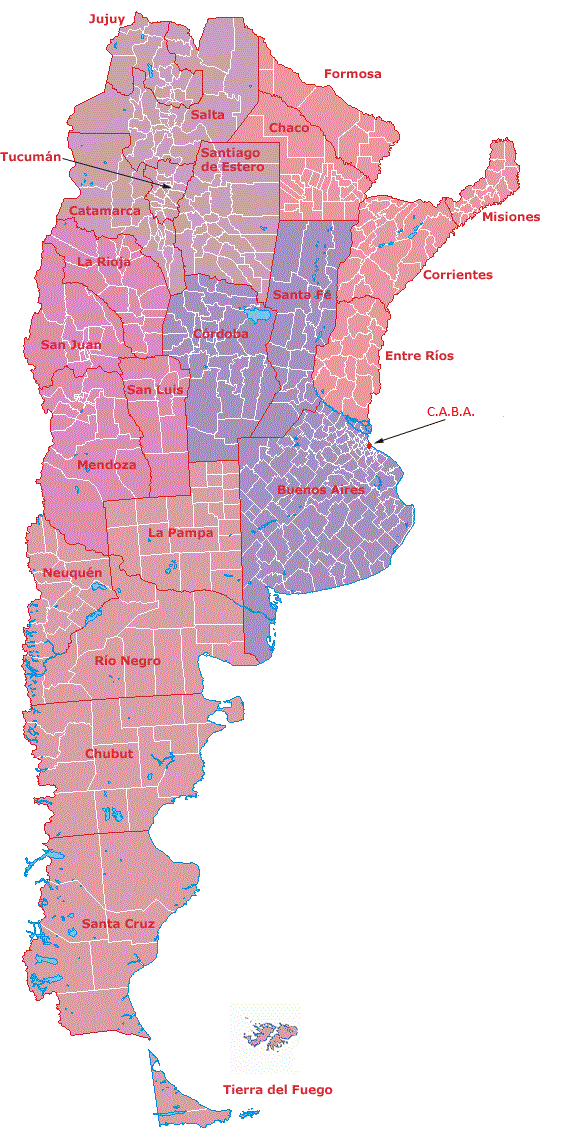 Jujuy
Formosa
Salta
Chaco
Tucumán
Santiago
de Estero
Catamarca
Misiones
La Rioja
Corrientes
Santa Fé
Córdoba
San Juan
Entre Ríos
San Luis
C.A.B.A.
Mendoza
Buenos Aires
La Pampa
Neuquén
Río Negro
Chubut
Santa Cruz
Tierra del Fuego